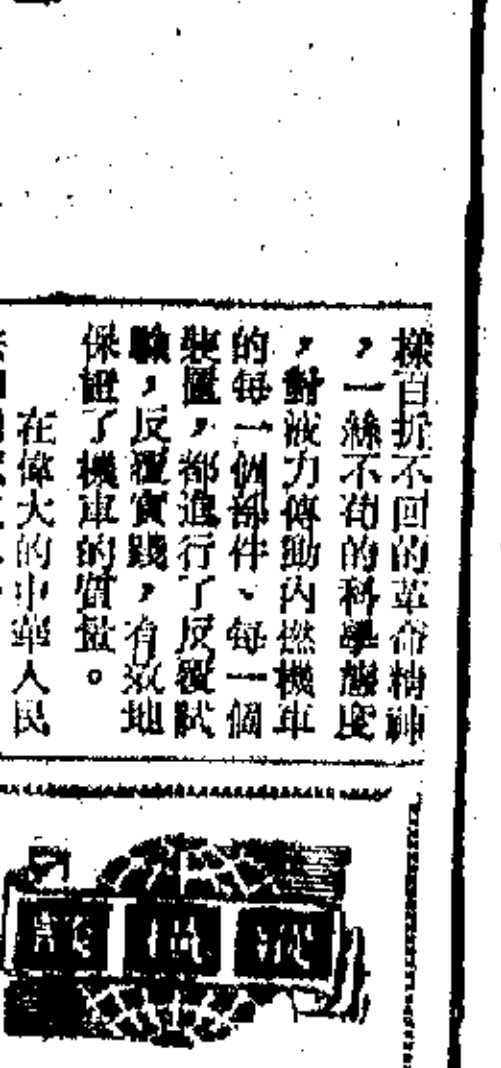 樣百折不回的革命精神
，一絲不苟的科學態度
，對液力傳動內燃機車
的每一個部件、每一個
裝置，都進行了反覆試
驗，反覆實踐，有效地
保證了機車的質量。
在偉大的中華人民